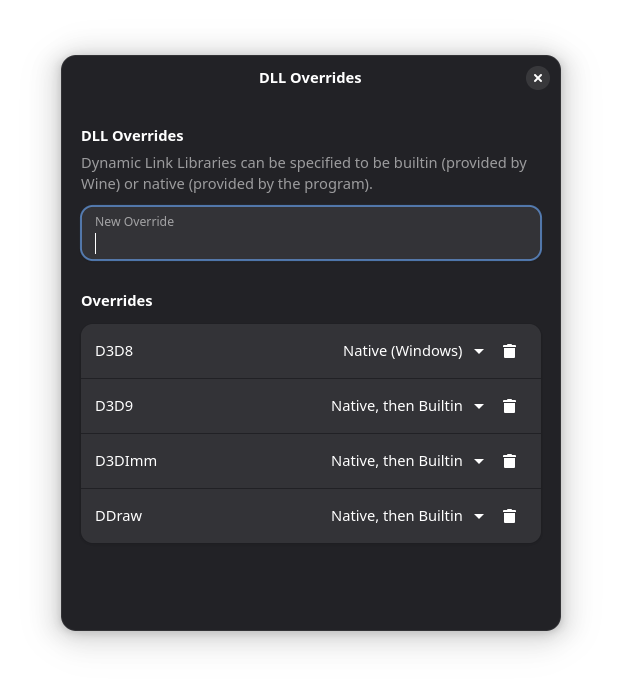 DLL Overrides
DLL Overrides
Dynamic Link Libraries can be specified to be builtin (provided by
Wine) or native (provided by the program).
New Override
Overrides
D3D8 Native (Windows)
D3D9 Native, then Builtin
D3DImm Native, then Builtin
DDraw Native, then Builtin